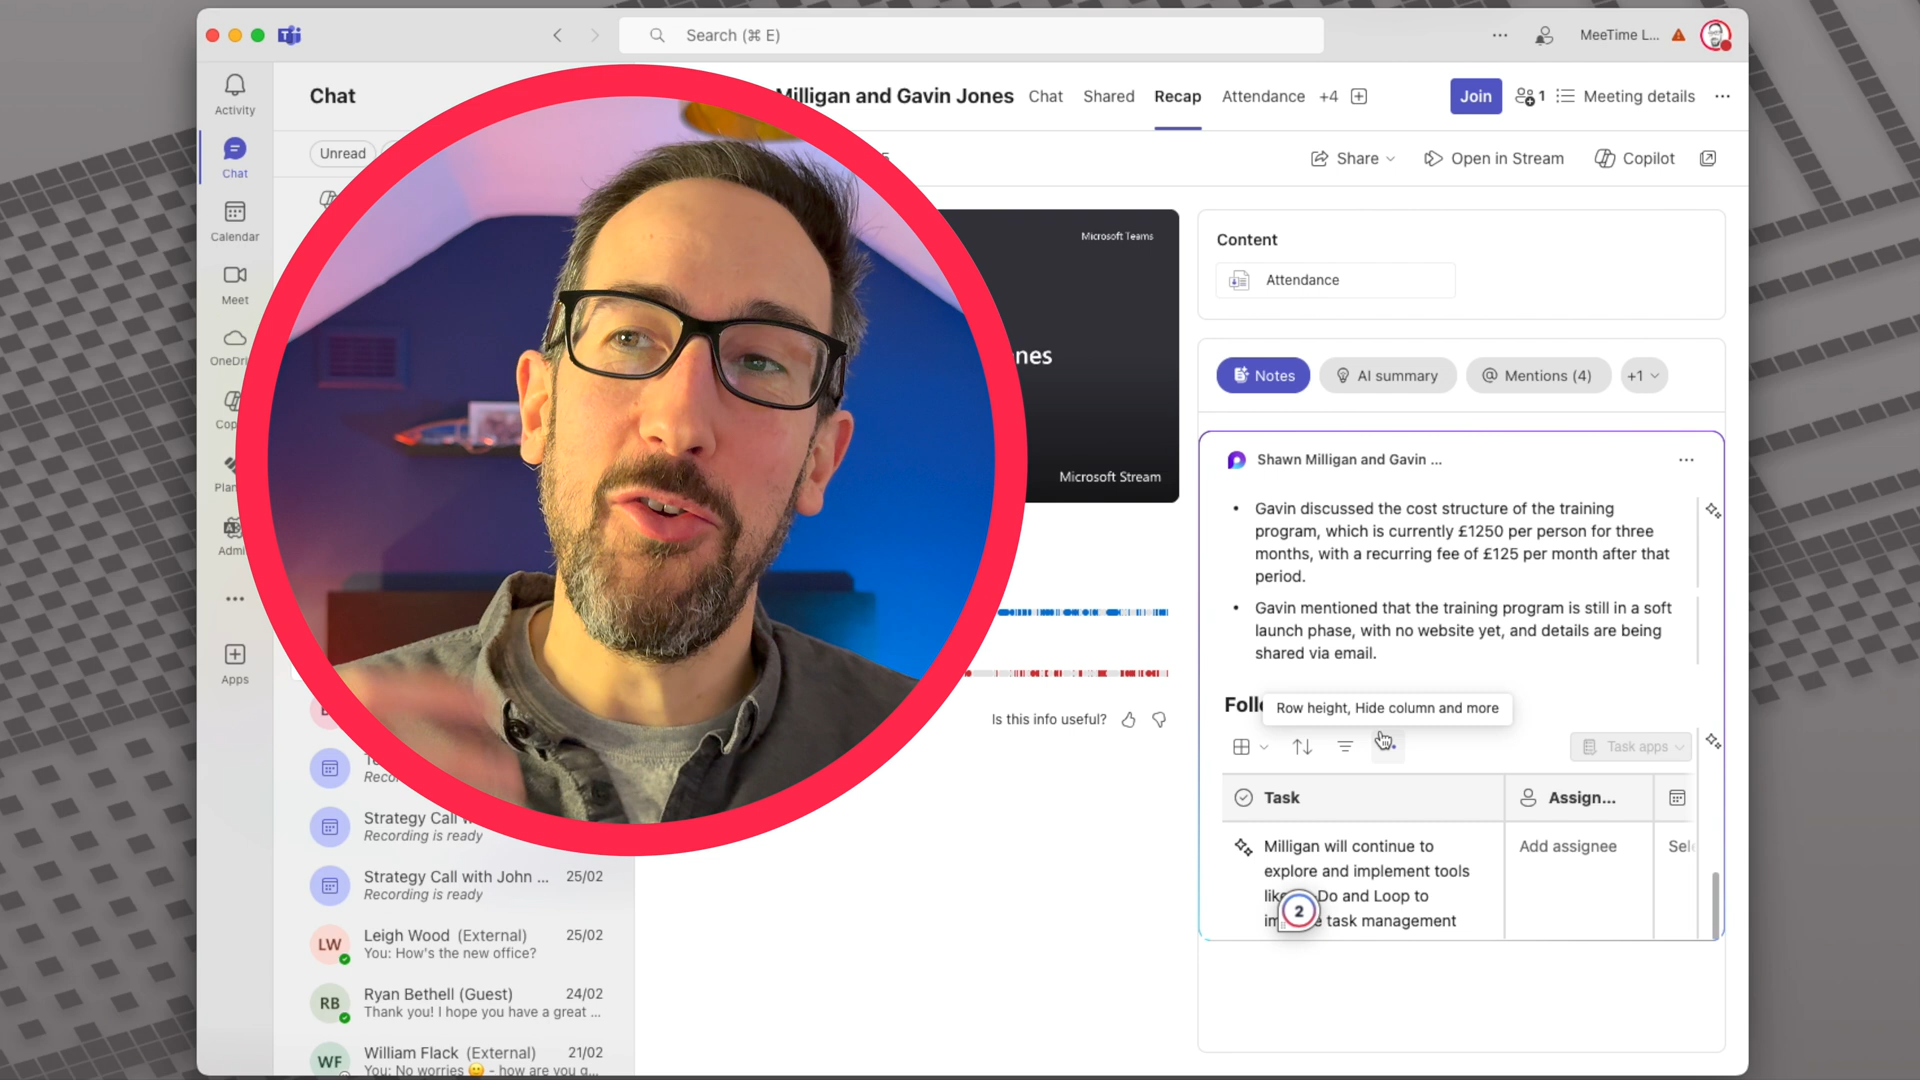 Search (⌘ E)
MeeTime L...
Activity
Chat
Calendar
Meet
Apps
Chat
Unread
Milligan and Gavin Jones
Chat
Shared
Recap
Attendance
+4
Join
1
Meeting details
Share
Open in Stream
Copilot
Microsoft Teams
Microsoft Stream
Is this info useful?
Recording is ready
Strategy Call with John ...
25/02
Recording is ready
LW
Leigh Wood (External)
25/02
You: How's the new office?
RB
Ryan Bethell (Guest)
24/02
Thank you! I hope you have a great ...
WF
William Flack (External)
21/02
You: No worries 🙂 - how are you g...
Content
Attendance
Notes
AI summary
Mentions (4)
+1
Shawn Milligan and Gavin ...
• Gavin discussed the cost structure of the training
program, which is currently £1250 per person for three
months, with a recurring fee of £125 per month after that
period.
• Gavin mentioned that the training program is still in a soft
launch phase, with no website yet, and details are being
shared via email.
Row height, Hide column and more
Task apps
Task
Assign...
Milligan will continue to
explore and implement tools
Do and Loop to
task management
Add assignee
2